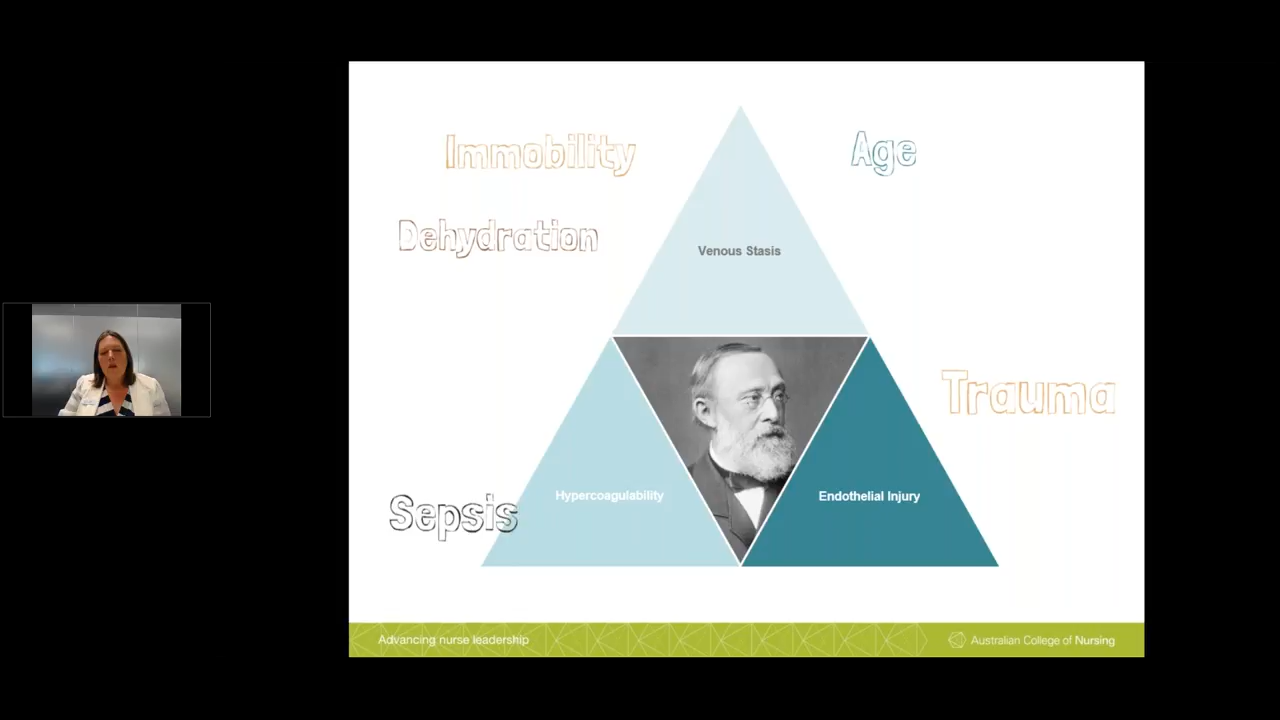 Immobility
Age
Dehydration
Venous Stasis
Trauma
Sepsis
Hypercoagulability
Endothelial Injury
Advancing nurse leadership
Australian College of Nursing